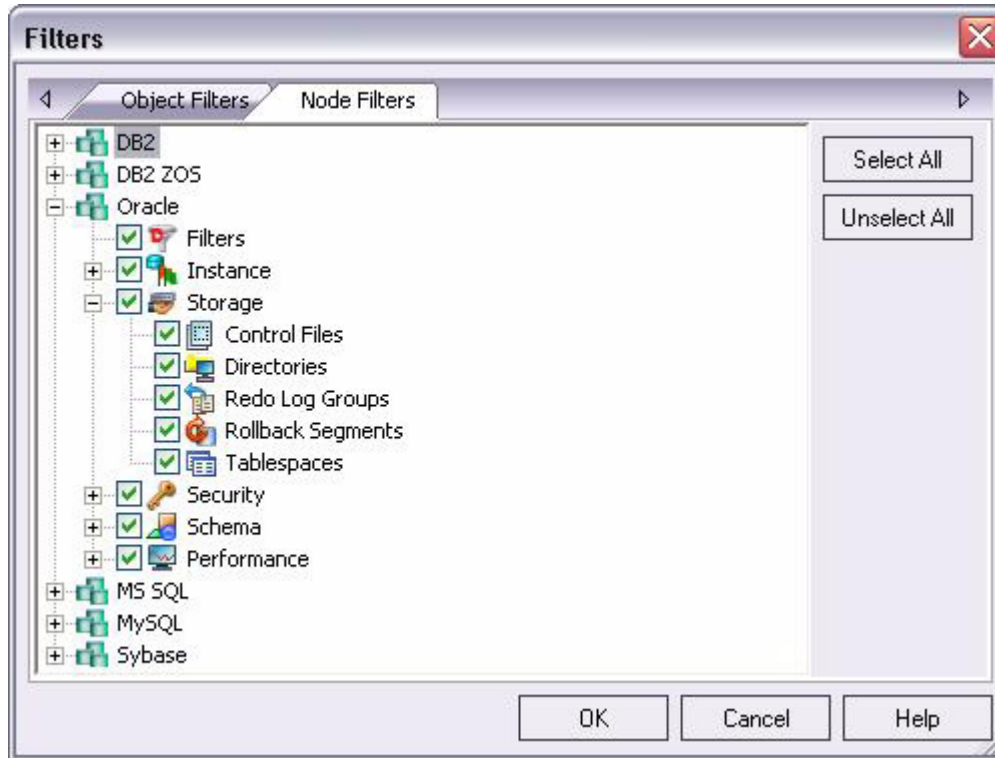 Filters
Object Filters
Node Filters
DB2
DB2 ZOS
Oracle
Filters
Instance
Storage
Control Files
Directories
Redo Log Groups
Rollback Segments
Tablespaces
Security
Schema
Performance
MS SQL
MySQL
Sybase
Select All
Unselect All
OK
Cancel
Help